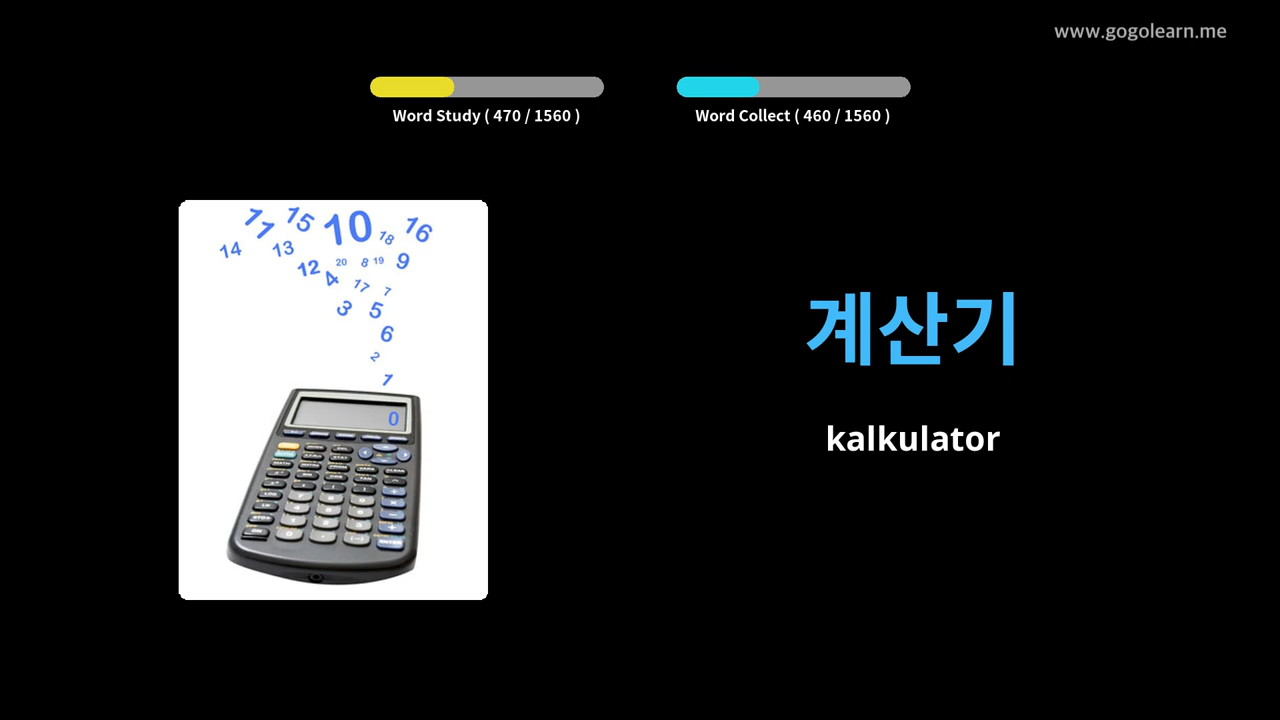 www.gogolearn.me
Word Study ( 470 / 1560 )
Word Collect ( 460 / 1560 )
11 15 10 18 16
14 13 12 20 8 19 9
4 17 7
3 5
6
2
1
0
계산기
kalkulator